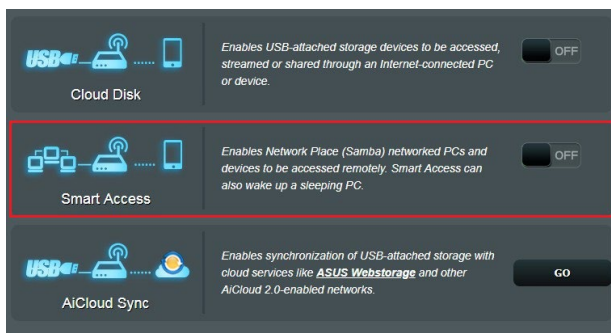 USB
Cloud Disk
Enables USB-attached storage devices to be accessed,
streamed or shared through an Internet-connected PC
or device.
OFF
Smart Access
Enables Network Place (Samba) networked PCs and
devices to be accessed remotely. Smart Access can
also wake up a sleeping PC.
OFF
USB
AiCloud Sync
Enables synchronization of USB-attached storage with
cloud services like ASUS Webstorage and other
AiCloud 2.0-enabled networks.
GO